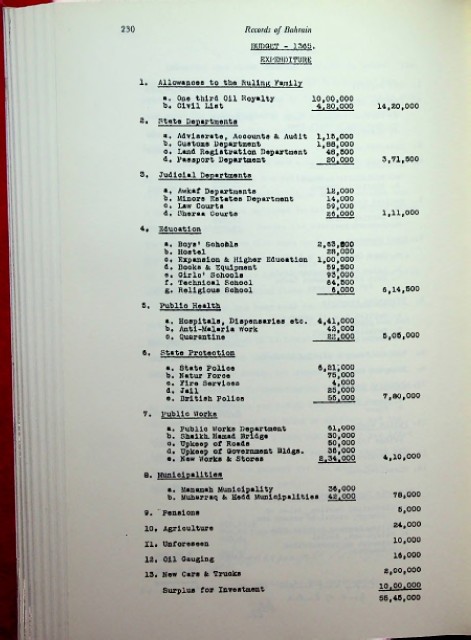 230
Records of Bahrain
BUDGET - 1365.
EXPENDITURE
1. Allowances to the Ruling Family
a. One third Oil Royalty 10,00,000
b. Civil List 4,20,000 14,20,000
2. State Departments
a. Adviserate, Accounts & Audit 1,15,000
b. Customs Department 1,88,000
c. Land Registration Department 48,500
d. Passport Department 20,000 3,71,500
3. Judicial Departments
a. Awkaf Departments 12,000
b. Minors Estates Department 14,000
c. Law Courts 59,000
d. Sheraa Courts 26,000 1,11,000
4. Education
a. Boys' Schools 2,63,500
b. Hostel 28,000
c. Expansion & Higher Education 1,00,000
d. Books & Equipment 59,500
e. Girls' Schools 93,000
f. Technical School 64,500
g. Religious School 6,000 6,14,500
5. Public Health
a. Hospitals, Dispensaries etc. 4,41,000
b. Anti-Malaria Work 42,000
c. Quarantine 22,000 5,05,000
6. State Protection
a. State Police 6,21,000
b. Natur Force 75,000
c. Fire Services 4,000
d. Jail 25,000
e. British Police 55,000 7,80,000
7. Public Works
a. Public Works Department 61,000
b. Shaikh Hamad Bridge 30,000
c. Upkeep of Roads 50,000
d. Upkeep of Government Bldgs. 35,000
e. New Works & Stores 2,34,000 4,10,000
8. Municipalities
a. Manamah Municipality 36,000
b. Muharraq & Hedd Municipalities 42,000 78,000
9. Pensions 5,000
10. Agriculture 24,000
11. Unforeseen 10,000
12. Oil Gauging 16,000
13. New Cars & Trucks 2,00,000
Surplus for Investment 10,00,000
55,45,000